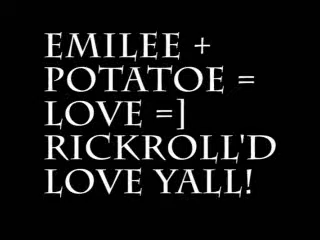 EMILEE +
POTATOE =
LOVE =]
RICKROLL'D
LOVE YALL!